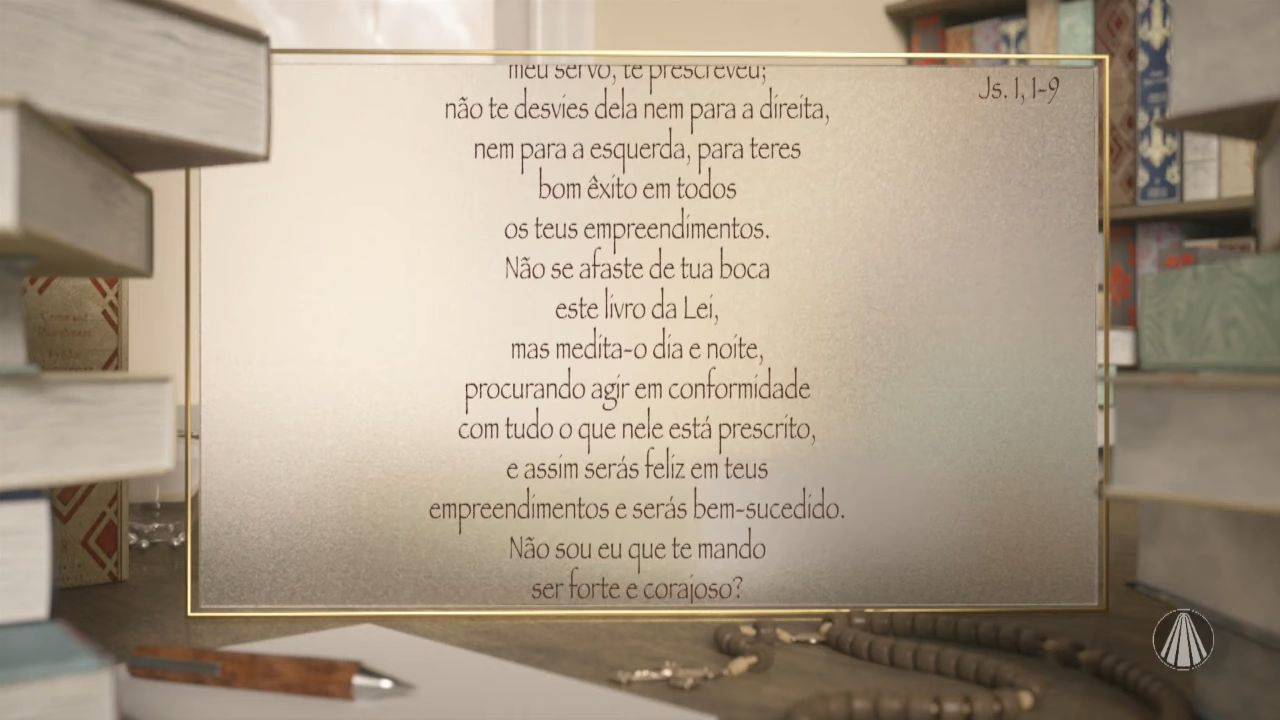 Js. 1, 1-9
meu servo, te prescreveu;
não te desvies dela nem para a direita,
nem para a esquerda, para teres
bom êxito em todos
os teus empreendimentos.
Não se afaste de tua boca
este livro da Lei,
mas medita-o dia e noite,
procurando agir em conformidade
com tudo o que nele está prescrito,
e assim serás feliz em teus
empreendimentos e serás bem-sucedido.
Não sou eu que te mando
ser forte e corajoso?